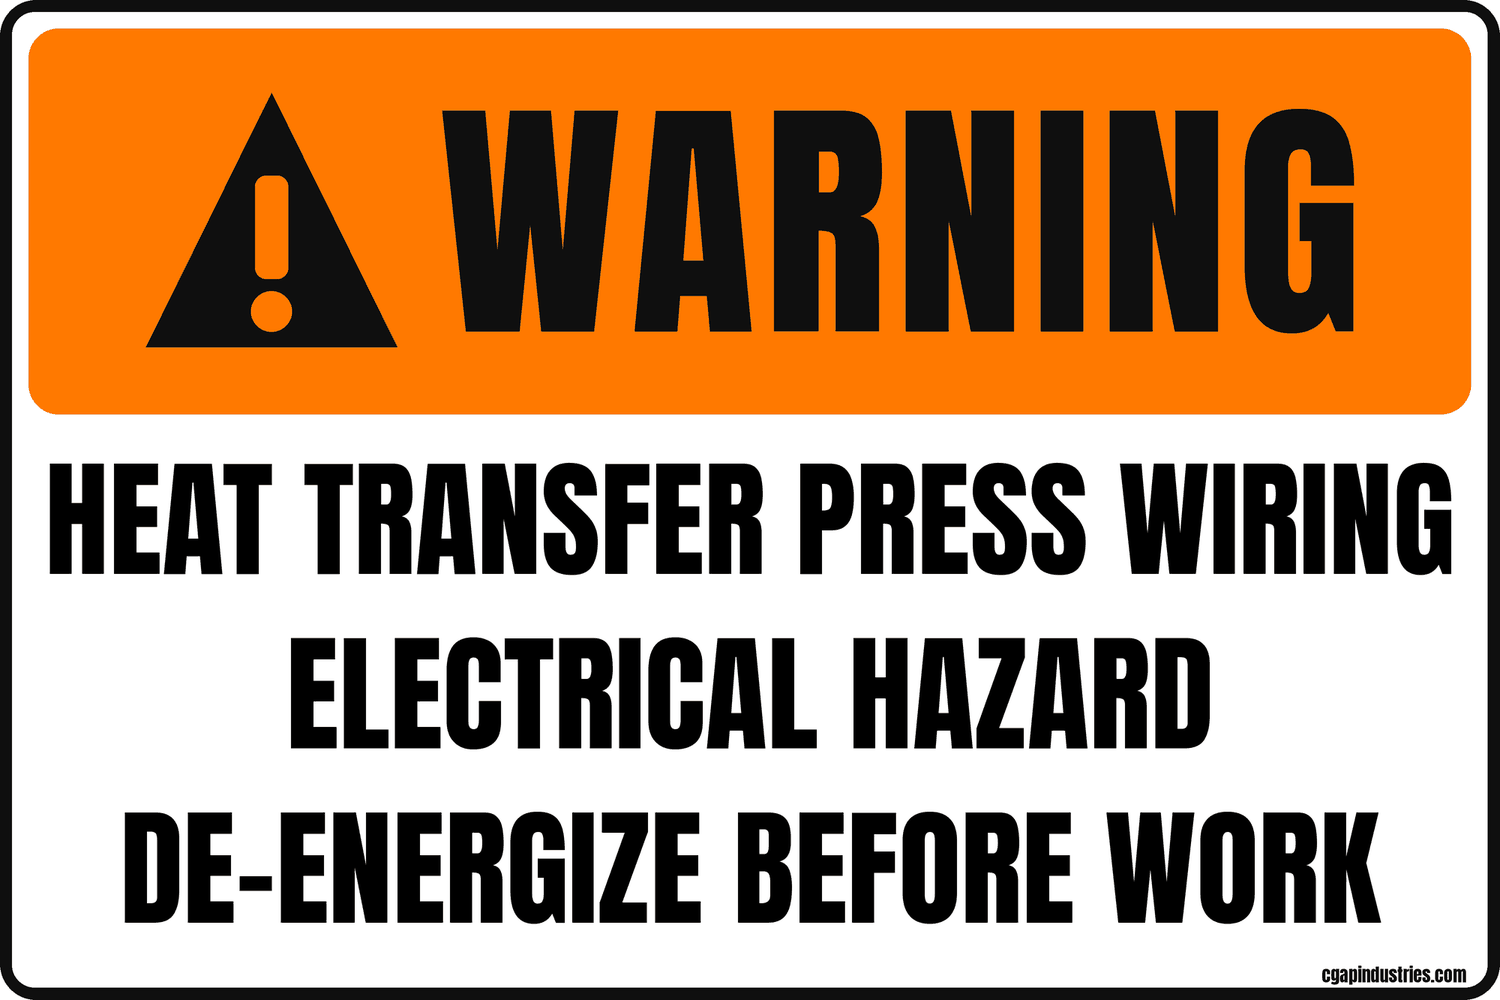 WARNING
HEAT TRANSFER PRESS WIRING
ELECTRICAL HAZARD
DE-ENERGIZE BEFORE WORK
cgapindustries.com